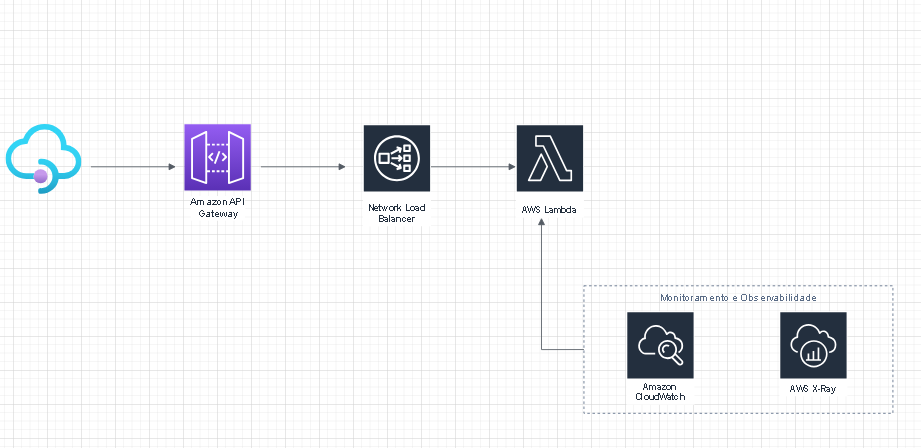 Amazon API
Gateway
Network Load
Balancer
AWS Lambda
Monitoramento e Observabilidade
Amazon
CloudWatch
AWS X-Ray